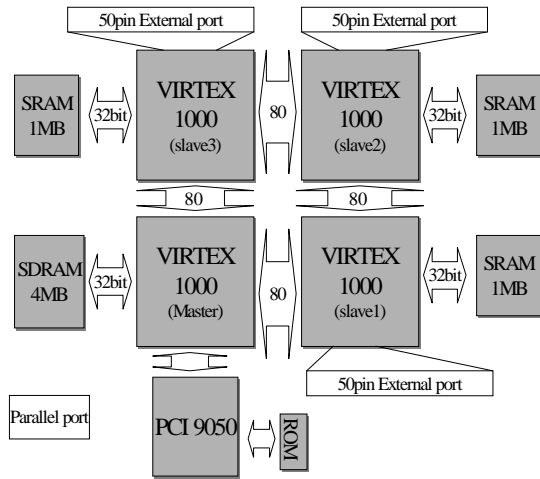 50pin External port
50pin External port
SRAM
1MB
32bit
VIRTEX
1000
(slave3)
80
VIRTEX
1000
(slave2)
32bit
SRAM
1MB
80
80
SDRAM
4MB
32bit
VIRTEX
1000
(Master)
80
VIRTEX
1000
(slave1)
32bit
SRAM
1MB
50pin External port
Parallel port
PCI 9050
ROM